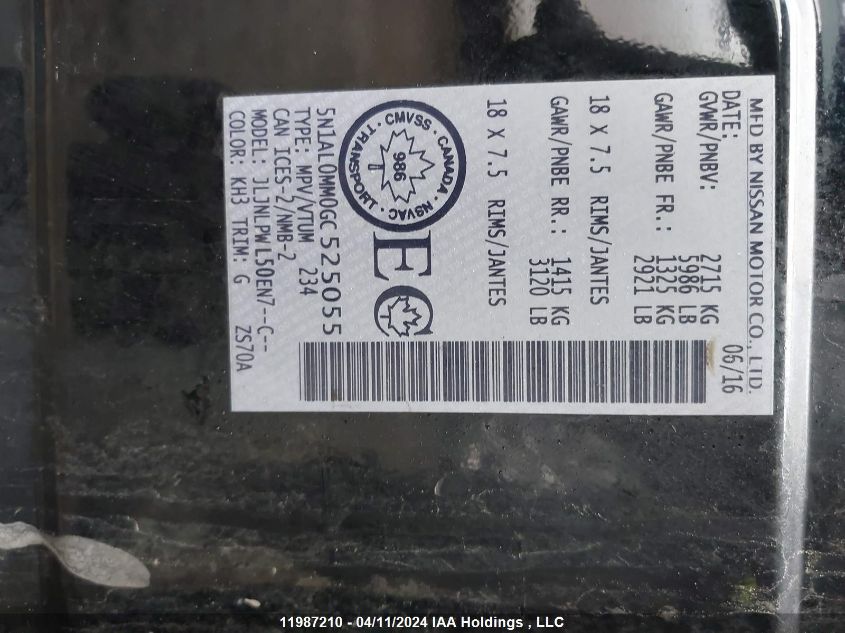 MFD BY NISSAN MOTOR CO., LTD.
DATE: 06/16
GVWR/PNBV: 2715 KG
5986 LB
GAWR/PNBE FR.: 1325 KG
2921 LB
18 X 7.5 RIMS/JANTES
GAWR/PNBE RR.: 1415 KG
3120 LB
18 X 7.5 RIMS/JANTES
CMVSS · CANADA · NSVAC · TRANSPORT ·
986
EC
5N1AL0MM0GC525055
TYPE: MPV/VTUM 234
CAN ICES-2/NMB-2
MODEL: JLJNLPWL50EN7--C--
COLOR: KH3 TRIM: G ZS70A
11987210 - 04/11/2024 IAA Holdings , LLC